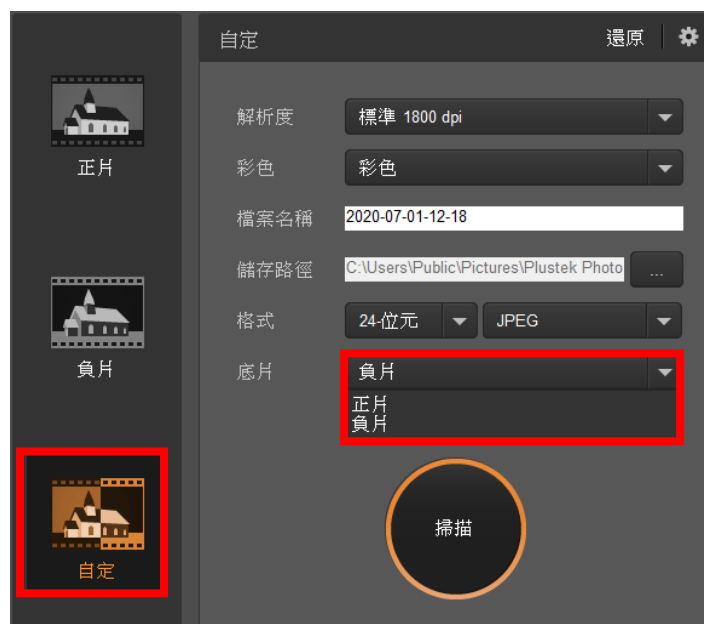 自定 還原
解析度 標準 1800 dpi
正片
彩色 彩色
檔案名稱 2020-07-01-12-18
儲存路徑 C:\Users\Public\Pictures\Plustek Photo ...
格式 24-位元 JPEG
負片
底片 負片
正片
負片
掃描
自定